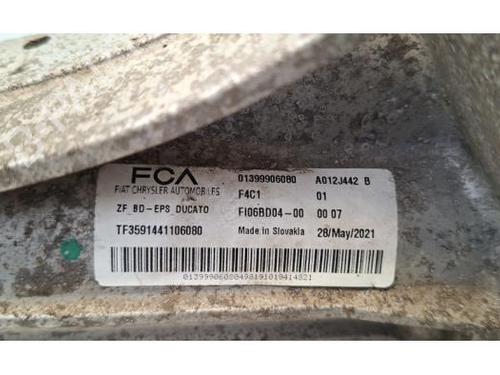 FCA
FIAT CHRYSLER AUTOMOBILES
ZF_BD-EPS_DUCATO
TF3591441106080
01399906080 A012J442 B
F4C1 01
FI06BD04-00 00 07
Made in Slovakia 28/May/2021